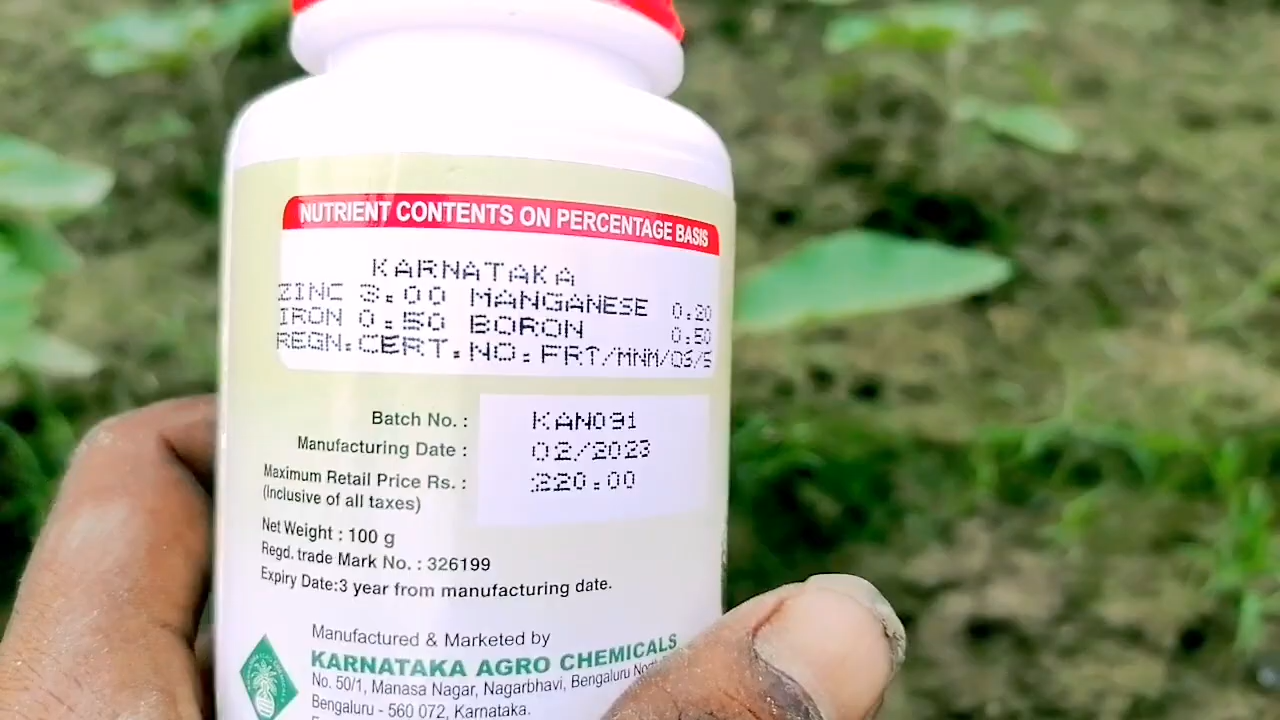 NUTRIENT CONTENTS ON PERCENTAGE BASIS
KARNATAKA
ZINC 3.00 MANGANESE 0.20
IRON 0.50 BORON 0.50
REGN.CERT.NO.FRT/MNM/06/5
Batch No. : KAN091
Manufacturing Date : 02/2023
Maximum Retail Price Rs. : 220.00
(Inclusive of all taxes)
Net Weight : 100 g
Regd. trade Mark No. : 326199
Expiry Date:3 year from manufacturing date.
Manufactured & Marketed by
KARNATAKA AGRO CHEMICALS
No. 50/1, Manasa Nagar, Nagarbhavi, Bengaluru
Bengaluru - 560 072, Karnataka.